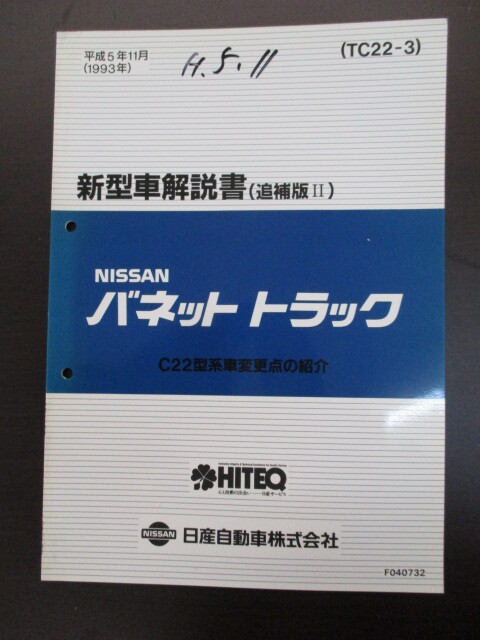 平成5年11月
(1993年)
H.5.11
(TC22-3)
新型車解説書(追補版II)
NISSAN
バネット トラック
C22型系車変更点の紹介
HITEQ
NISSAN 日産自動車株式会社
F040732